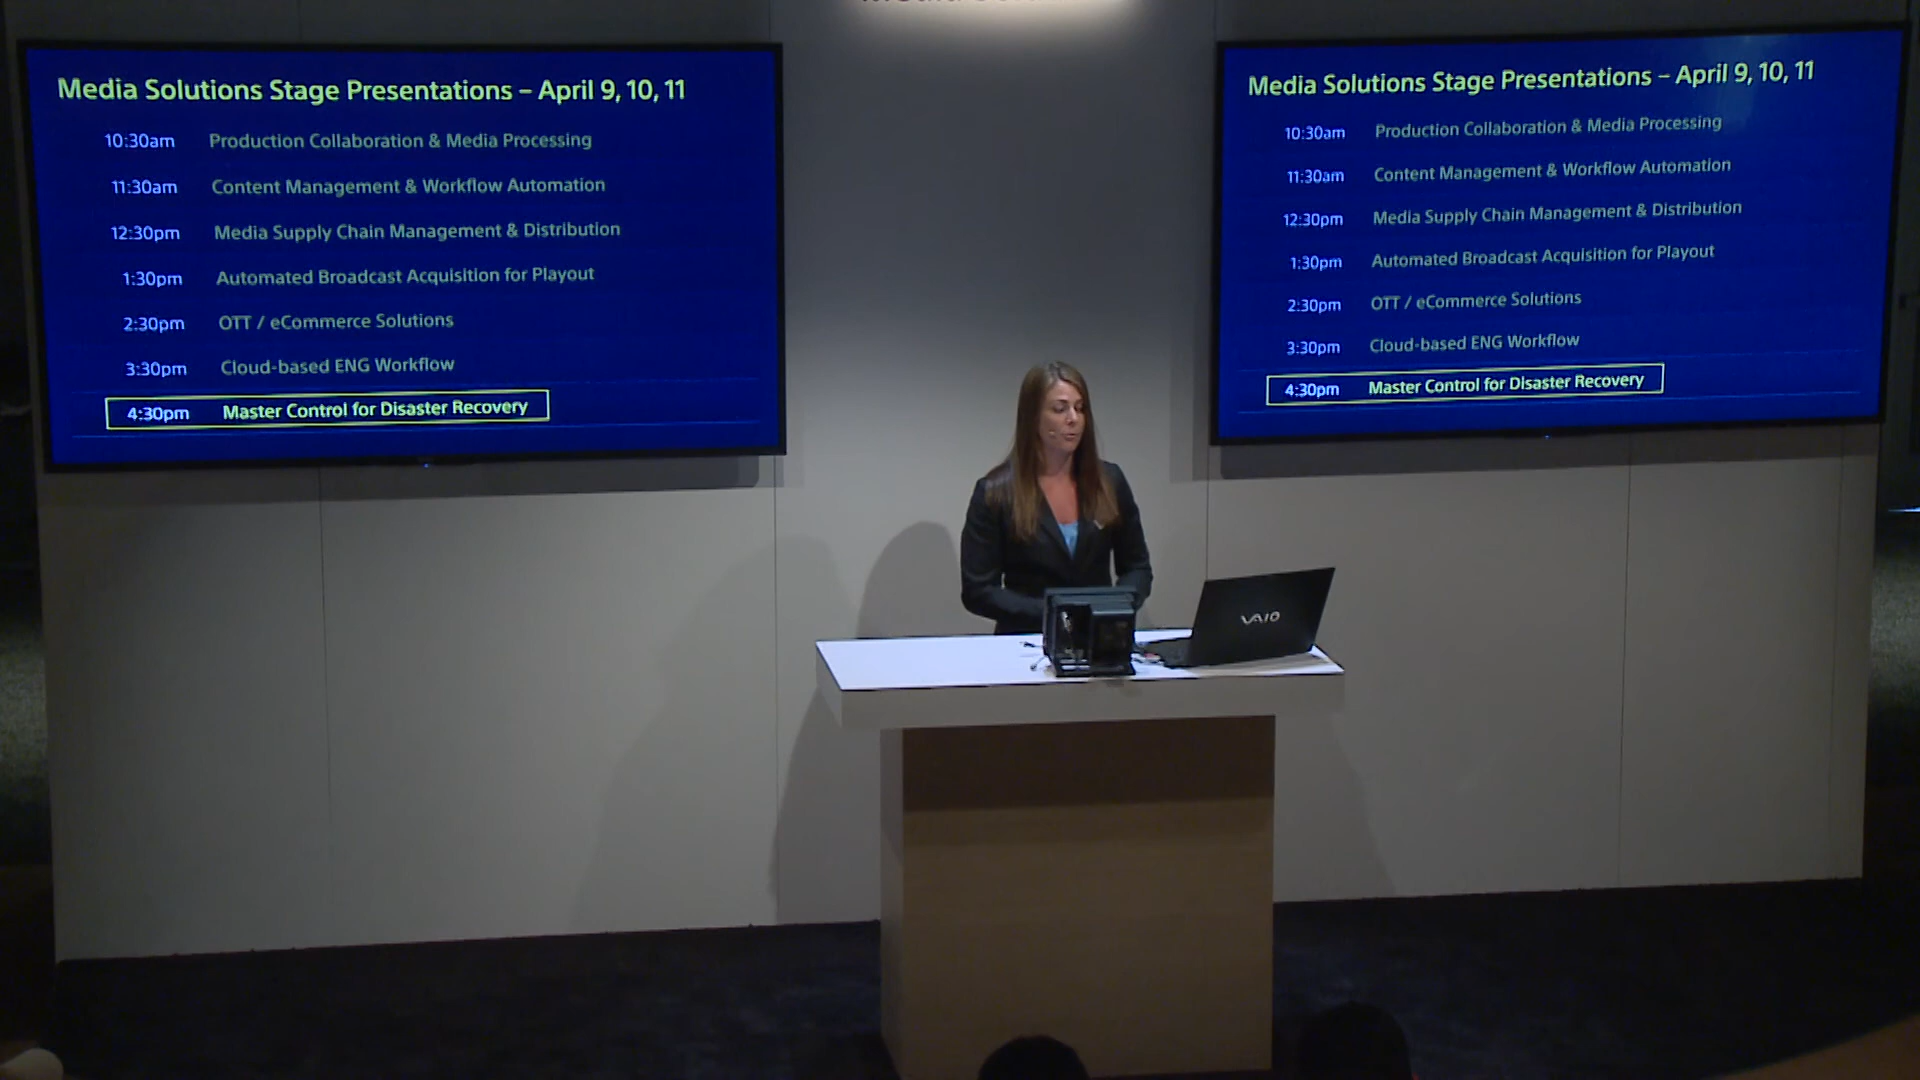 Media Solutions Stage Presentations – April 9, 10, 11
10:30am Production Collaboration & Media Processing
11:30am Content Management & Workflow Automation
12:30pm Media Supply Chain Management & Distribution
1:30pm Automated Broadcast Acquisition for Playout
2:30pm OTT / eCommerce Solutions
3:30pm Cloud-based ENG Workflow
4:30pm Master Control for Disaster Recovery
Media Solutions Stage Presentations – April 9, 10, 11
10:30am Production Collaboration & Media Processing
11:30am Content Management & Workflow Automation
12:30pm Media Supply Chain Management & Distribution
1:30pm Automated Broadcast Acquisition for Playout
2:30pm OTT / eCommerce Solutions
3:30pm Cloud-based ENG Workflow
4:30pm Master Control for Disaster Recovery
VAIO